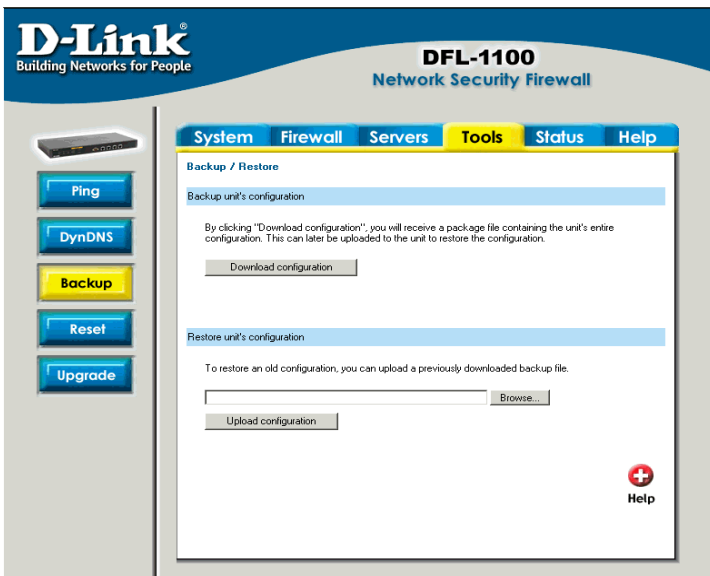 D-Link®
Building Networks for People
DFL-1100
Network Security Firewall
System Firewall Servers Tools Status Help
Ping
DynDNS
Backup
Reset
Upgrade
Backup / Restore
Backup unit's configuration
By clicking "Download configuration", you will receive a package file containing the unit's entire
configuration. This can later be uploaded to the unit to restore the configuration.
Download configuration
Restore unit's configuration
To restore an old configuration, you can upload a previously downloaded backup file.
Browse...
Upload configuration
Help